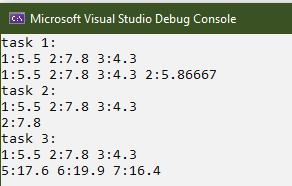 Microsoft Visual Studio Debug Console
task 1:
1:5.5 2:7.8 3:4.3
1:5.5 2:7.8 3:4.3 2:5.86667
task 2:
1:5.5 2:7.8 3:4.3
2:7.8
task 3:
1:5.5 2:7.8 3:4.3
5:17.6 6:19.9 7:16.4